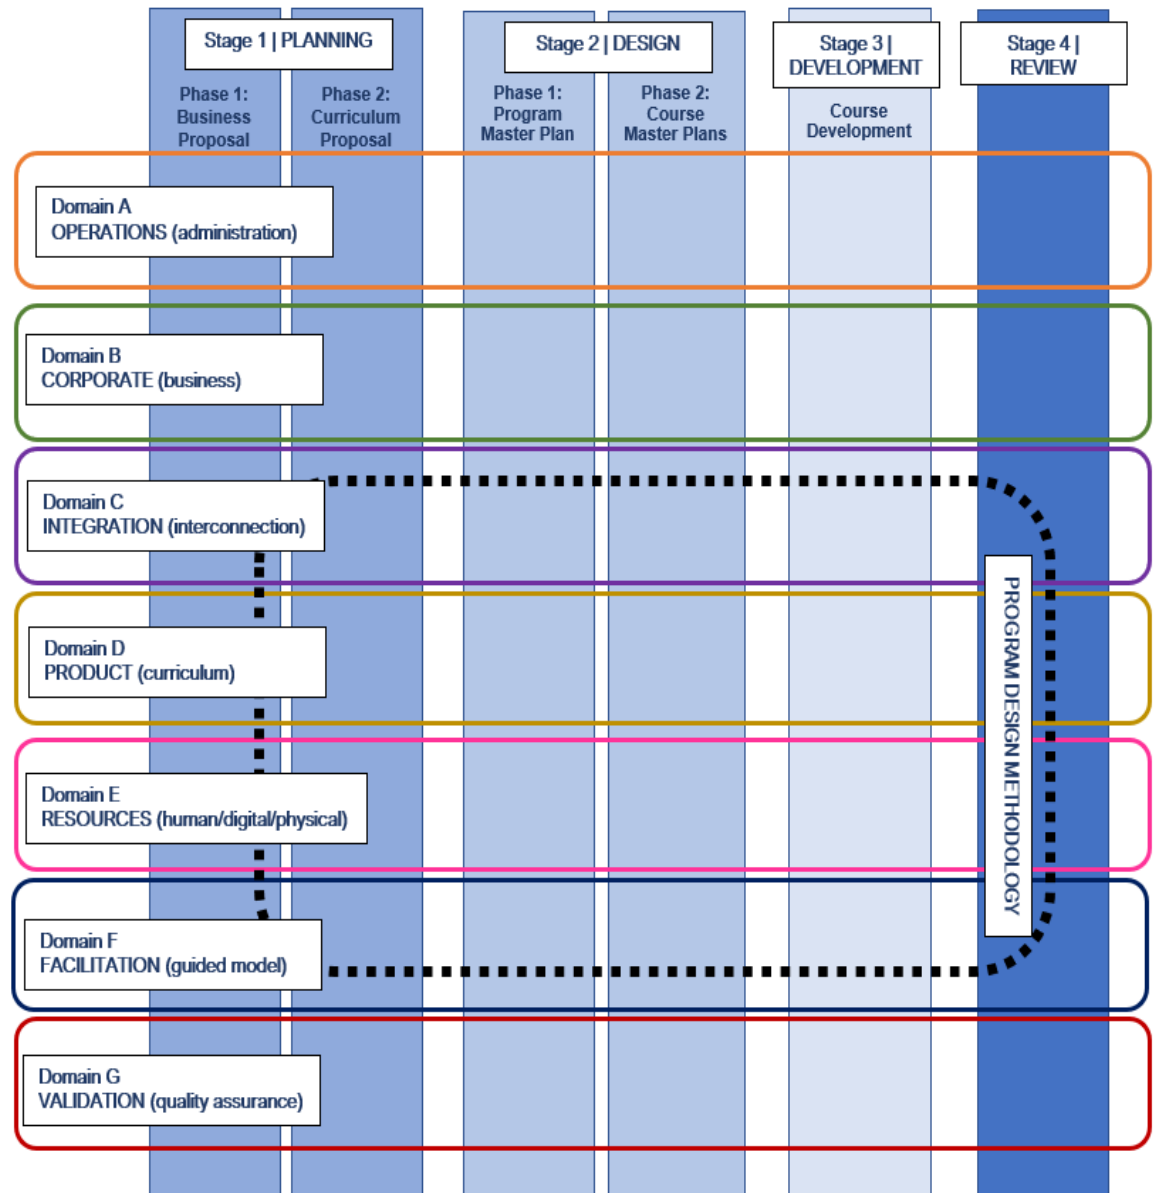 Stage 1 | PLANNING
Stage 2 | DESIGN
Stage 3 |
DEVELOPMENT
Stage 4 |
REVIEW
Phase 1:
Business
Proposal
Phase 2:
Curriculum
Proposal
Phase 1:
Program
Master Plan
Phase 2:
Course
Master Plans
Course
Development
Domain A
OPERATIONS (administration)
Domain B
CORPORATE (business)
Domain C
INTEGRATION (interconnection)
Domain D
PRODUCT (curriculum)
Domain E
RESOURCES (human/digital/physical)
Domain F
FACILITATION (guided model)
Domain G
VALIDATION (quality assurance)
PROGRAM DESIGN METHODOLOGY